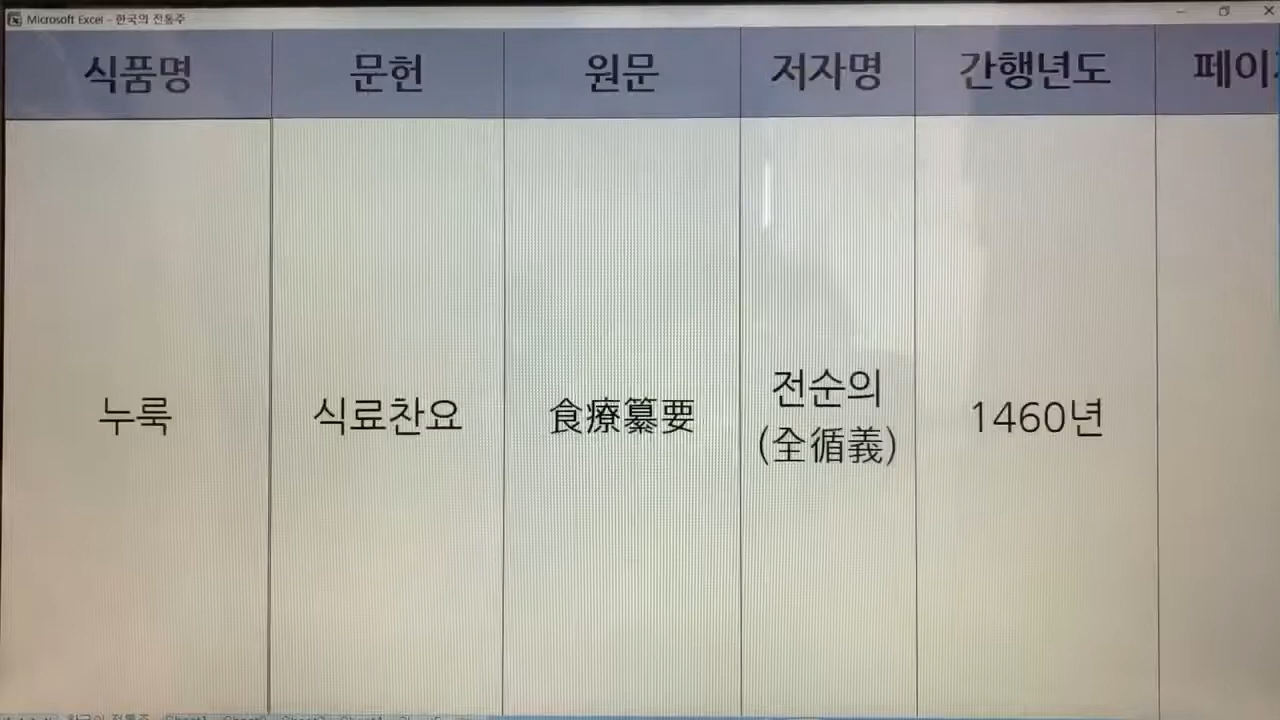 Microsoft Excel - 한국의 전통주
식품명 문헌 원문 저자명 간행년도 페이
누룩 식료찬요 食療纂要 전순의 1460년
(全循義)